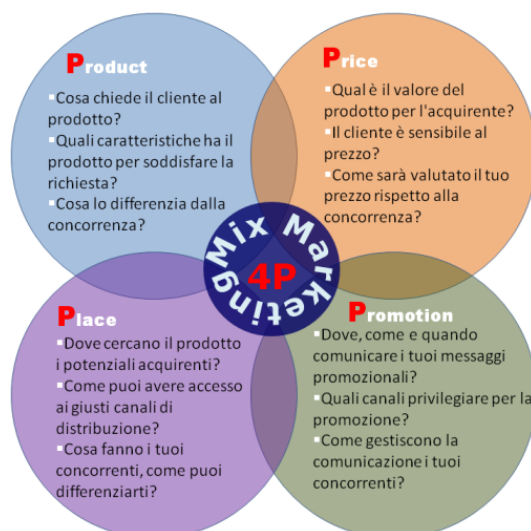 Product
▪Cosa chiede il cliente al
prodotto?
▪Quali caratteristiche ha il
prodotto per soddisfare la
richiesta?
▪Cosa lo differenzia dalla
concorrenza?
Price
▪Qual è il valore del
prodotto per l'acquirente?
▪Il cliente è sensibile al
prezzo?
▪Come sarà valutato il tuo
prezzo rispetto alla
concorrenza?
Mix Marketing
4P
Place
▪Dove cercano il prodotto
i potenziali acquirenti?
▪Come puoi avere accesso
ai giusti canali di
distribuzione?
▪Cosa fanno i tuoi
concorrenti, come puoi
differenziarti?
Promotion
▪Dove, come e quando
comunicare i tuoi messaggi
promozionali?
▪Quali canali privilegiare per la
promozione?
▪Come gestiscono la
comunicazione i tuoi
concorrenti?